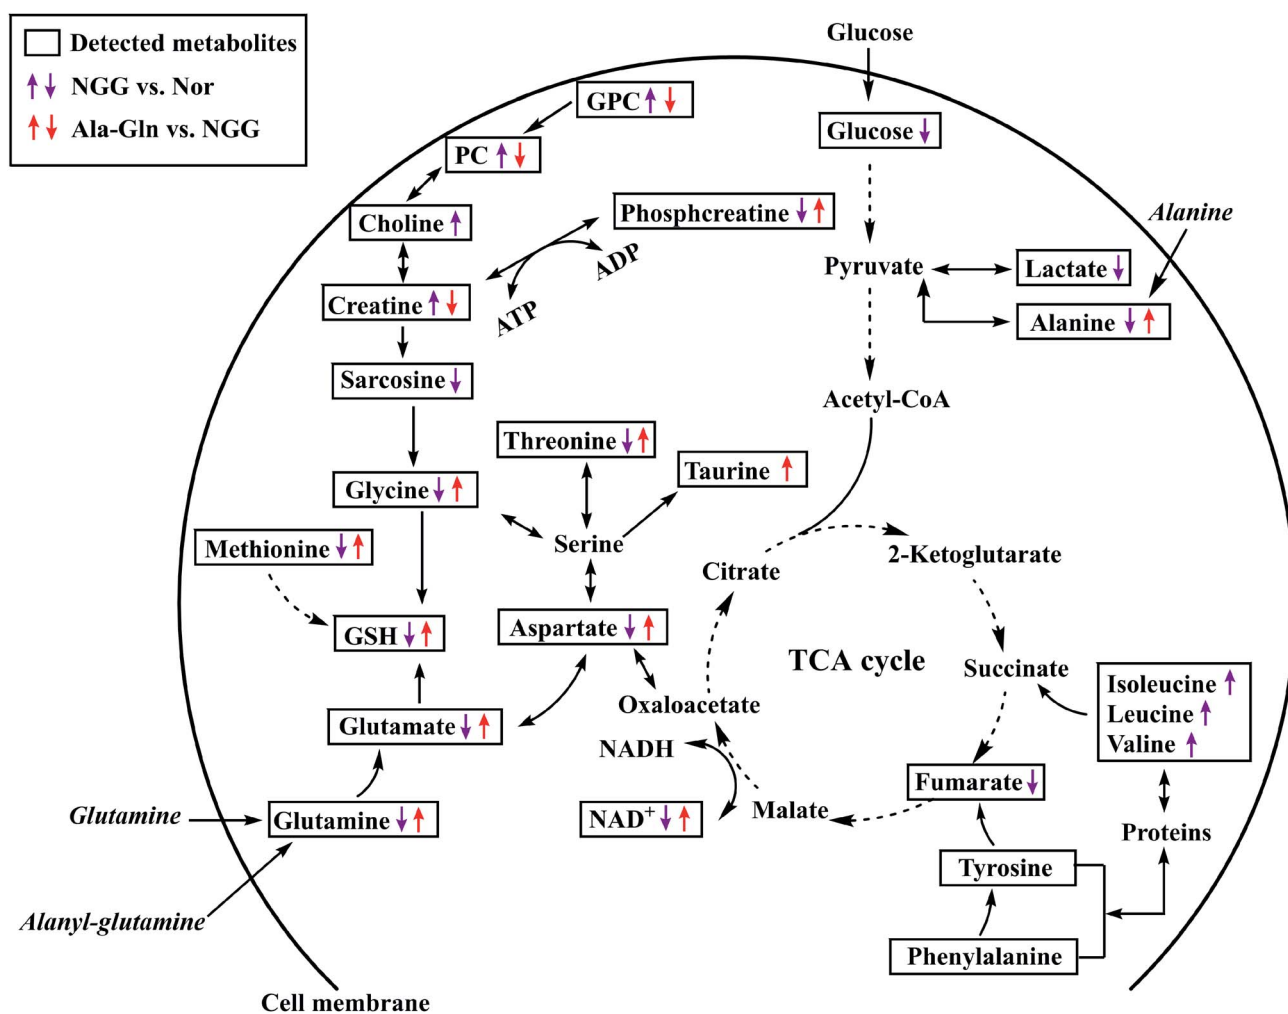 Detected metabolites
NGG vs. Nor
Ala-Gln vs. NGG
Glucose
GPC
Glucose
PC
Phosphcreatine
Alanine
Choline
ADP
Pyruvate
Lactate
Creatine
ATP
Alanine
Sarcosine
Acetyl-CoA
Threonine
Taurine
Glycine
Methionine
Serine
2-Ketoglutarate
Citrate
GSH
Aspartate
TCA cycle
Succinate
Isoleucine
Leucine
Valine
Oxaloacetate
Glutamate
NADH
Fumarate
Glutamine
Glutamine
NAD+
Malate
Proteins
Tyrosine
Alanyl-glutamine
Phenylalanine
Cell membrane